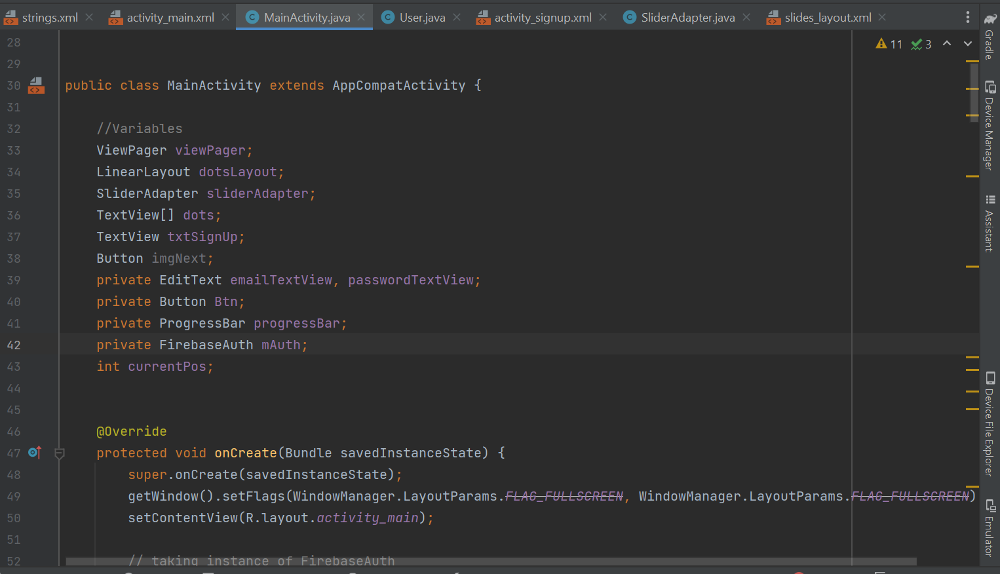 strings.xml activity_main.xml MainActivity.java User.java activity_signup.xml SliderAdapter.java slides_layout.xml
11 3
28
29
30 public class MainActivity extends AppCompatActivity {
31
32 //Variables
33 ViewPager viewPager;
34 LinearLayout dotsLayout;
35 SliderAdapter sliderAdapter;
36 TextView[] dots;
37 TextView txtSignUp;
38 Button imgNext;
39 private EditText emailTextView, passwordTextView;
40 private Button Btn;
41 private ProgressBar progressBar;
42 private FirebaseAuth mAuth;
43 int currentPos;
44
45
46 @Override
47 protected void onCreate(Bundle savedInstanceState) {
48 super.onCreate(savedInstanceState);
49 getWindow().setFlags(WindowManager.LayoutParams.FLAG_FULLSCREEN, WindowManager.LayoutParams.FLAG_FULLSCREEN)
50 setContentView(R.layout.activity_main);
51
52 // taking instance of FirebaseAuth
Gradle
Device Manager
Assistant:
Device File Explorer
Emulator